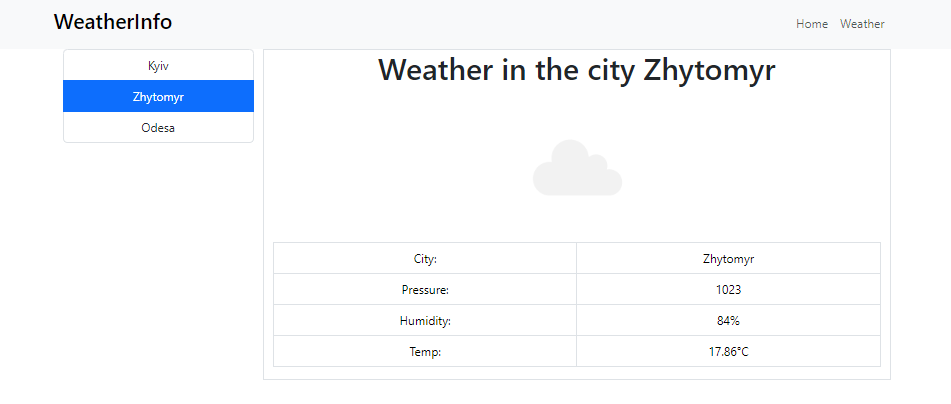 WeatherInfo
Home Weather
Kyiv
Zhytomyr
Odesa
Weather in the city Zhytomyr
City: Zhytomyr
Pressure: 1023
Humidity: 84%
Temp: 17.86°C